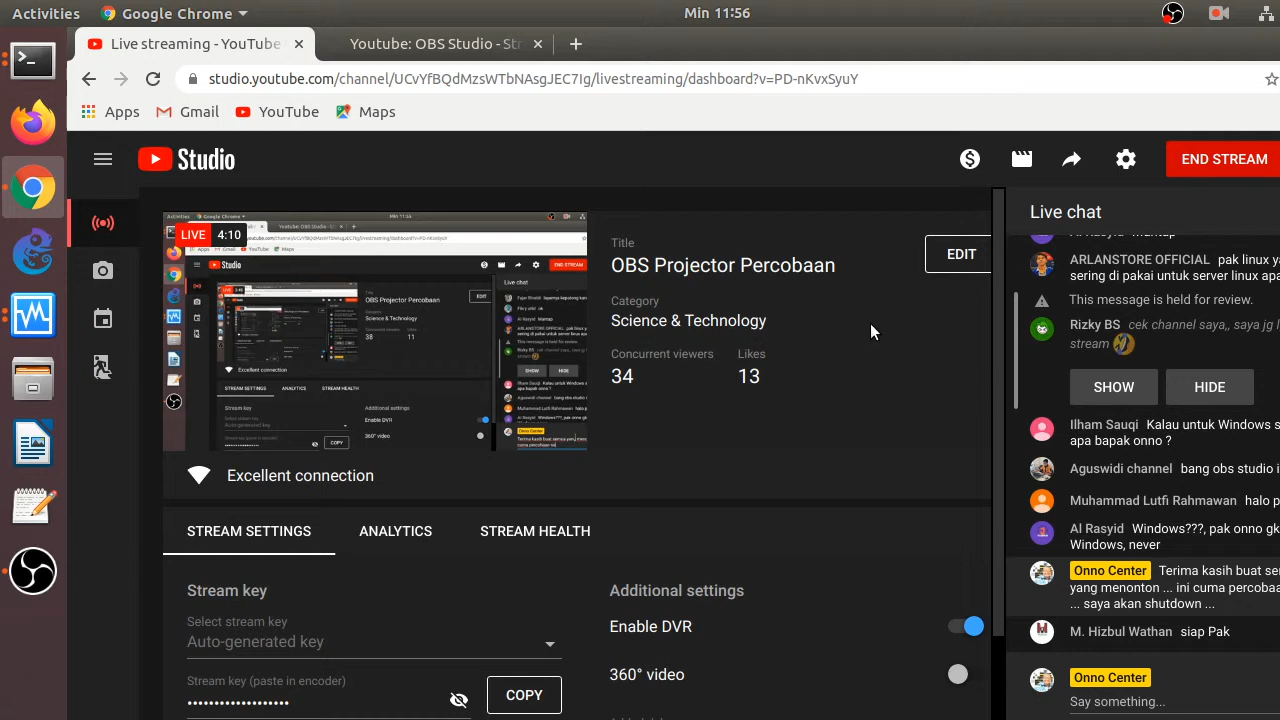 Activities Google Chrome Min 11:56
Live streaming - YouTube Youtube: OBS Studio - Str
studio.youtube.com/channel/UCvYfBQdMzsWTbNAsgJEC7Ig/livestreaming/dashboard?v=PD-nKvxSyuY
Apps Gmail YouTube Maps
Studio
END STREAM
LIVE 4:10
Title
OBS Projector Percobaan
EDIT
Category
Science & Technology
Concurrent viewers Likes
34 13
Excellent connection
STREAM SETTINGS ANALYTICS STREAM HEALTH
Stream key
Select stream key
Auto-generated key
Stream key (paste in encoder)
••••••••••••••••••• COPY
Additional settings
Enable DVR
360° video
Live chat
ARLANSTORE OFFICIAL pak linux ya
sering di pakai untuk server linux apa
This message is held for review.
Rizky BS cek channel saya, saya jg l
stream
SHOW HIDE
Ilham Sauqi Kalau untuk Windows s
apa bapak onno ?
Aguswidi channel bang obs studio i
Muhammad Lutfi Rahmawan halo p
Al Rasyid Windows???, pak onno gk
Windows, never
Onno Center Terima kasih buat se
yang menonton ... ini cuma percobaa
... saya akan shutdown ...
M. Hizbul Wathan siap Pak
Onno Center
Say something...